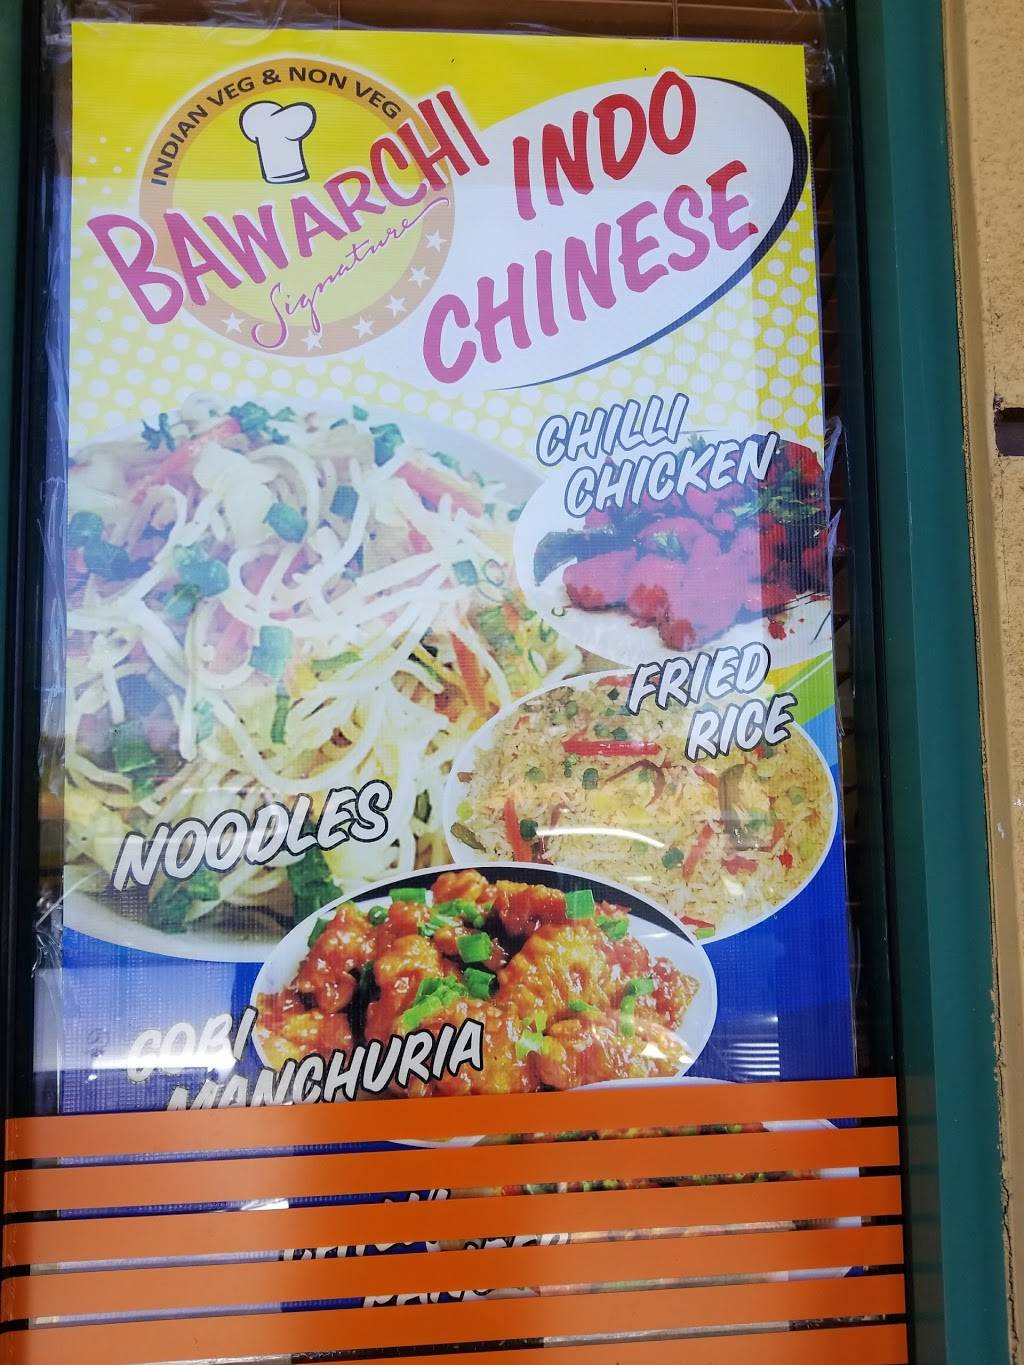 INDIAN VEG & NON VEG
BAWARCHI
Signature
INDO
CHINESE
CHILLI
CHICKEN
FRIED
RICE
NOODLES
GOBI
MANCHURIA